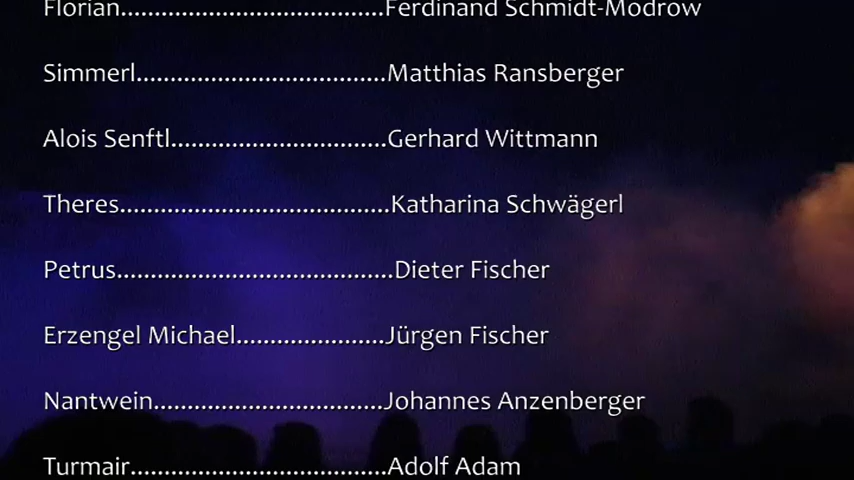 Florian.......................................Ferdinand Schmidt-Modrow
Simmerl.....................................Matthias Ransberger
Alois Senftl................................Gerhard Wittmann
Theres........................................Katharina Schwägerl
Petrus.........................................Dieter Fischer
Erzengel Michael......................Jürgen Fischer
Nantwein..................................Johannes Anzenberger
Turmair......................................Adolf Adam